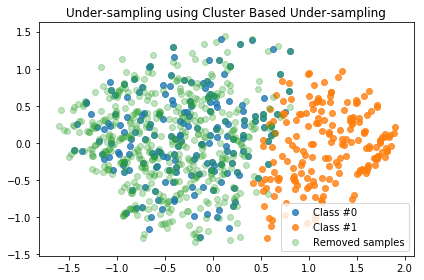 Under-sampling using Cluster Based Under-sampling
1.5
1.0
0.5
0.0
−0.5
−1.0
−1.5
−1.5 −1.0 −0.5 0.0 0.5 1.0 1.5 2.0
Class #0
Class #1
Removed samples